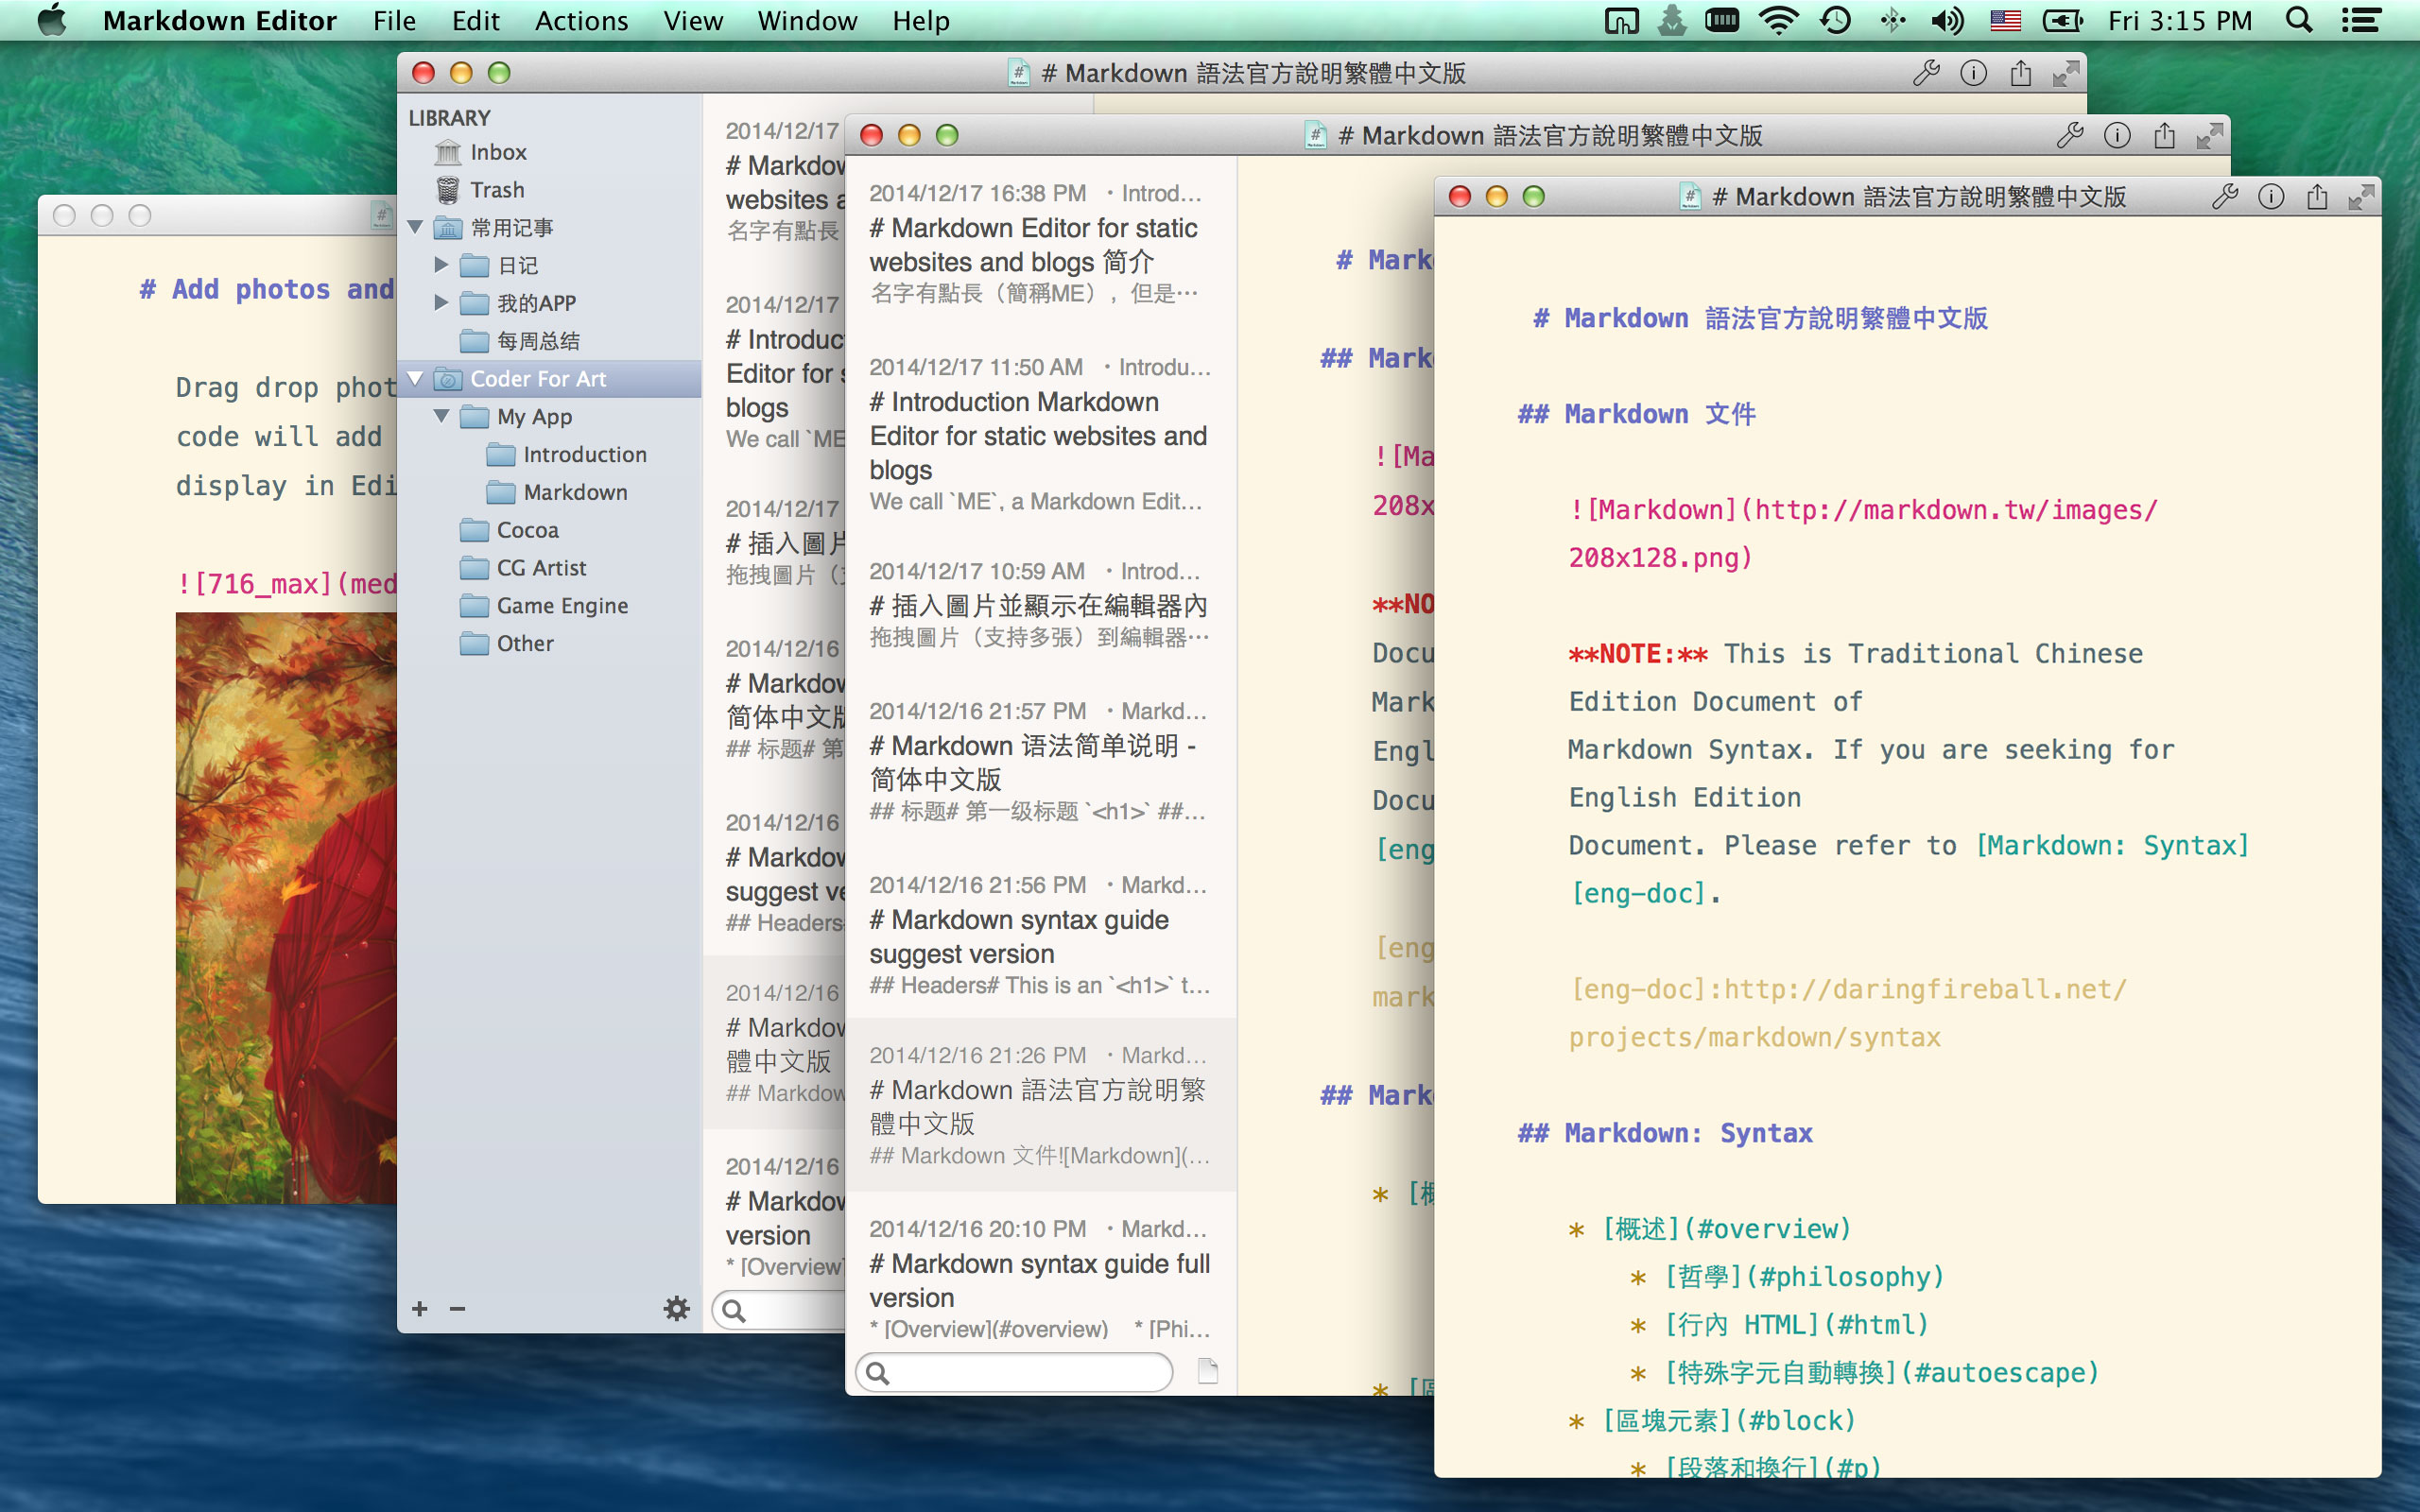 Markdown Editor File Edit Actions View Window Help Fri 3:15 PM
# Add photos and
Drag drop phot
code will add
display in Edi
![716_max](med
# Markdown 語法官方說明繁體中文版
LIBRARY
Inbox
Trash
常用记事
日记
我的APP
每周总结
Coder For Art
My App
Introduction
Markdown
Cocoa
CG Artist
Game Engine
Other
2014/12/17
# Markdow
websites a
名字有點長
2014/12/17
# Introduc
Editor for s
blogs
We call `ME
2014/12/17
# 插入圖片
拖拽圖片（支
2014/12/16
# Markdow
简体中文版
## 标题# 第
2014/12/16
# Markdow
suggest ve
## Headers
2014/12/16
# Markdow
體中文版
## Markdow
2014/12/16
# Markdow
version
* [Overview]
# Markdown 語法官方說明繁體中文版
2014/12/17 16:38 PM ・Introd…
# Markdown Editor for static
websites and blogs 简介
名字有點長（簡稱ME），但是…
2014/12/17 11:50 AM ・Introdu…
# Introduction Markdown
Editor for static websites and
blogs
We call `ME`, a Markdown Edit…
2014/12/17 10:59 AM ・Introd…
# 插入圖片並顯示在編輯器內
拖拽圖片（支持多張）到編輯器…
2014/12/16 21:57 PM ・Markd…
# Markdown 语法简单说明 -
简体中文版
## 标题# 第一级标题 `<h1>` ##…
2014/12/16 21:56 PM ・Markd…
# Markdown syntax guide
suggest version
## Headers# This is an `<h1>` t…
2014/12/16 21:26 PM ・Markd…
# Markdown 語法官方說明繁
體中文版
## Markdown 文件![Markdown](…
2014/12/16 20:10 PM ・Markd…
# Markdown syntax guide full
version
* [Overview](#overview) * [Phi…
# Mark
## Mark
![Ma
208x
**NO
Docu
Mark
Engl
Docu
[eng
[eng
mark
## Mark
* [概
* [區
# Markdown 語法官方說明繁體中文版
# Markdown 語法官方說明繁體中文版
## Markdown 文件
![Markdown](http://markdown.tw/images/
208x128.png)
**NOTE:** This is Traditional Chinese
Edition Document of
Markdown Syntax. If you are seeking for
English Edition
Document. Please refer to [Markdown: Syntax]
[eng-doc].
[eng-doc]:http://daringfireball.net/
projects/markdown/syntax
## Markdown: Syntax
* [概述](#overview)
* [哲學](#philosophy)
* [行內 HTML](#html)
* [特殊字元自動轉換](#autoescape)
* [區塊元素](#block)
* [段落和換行](#p)